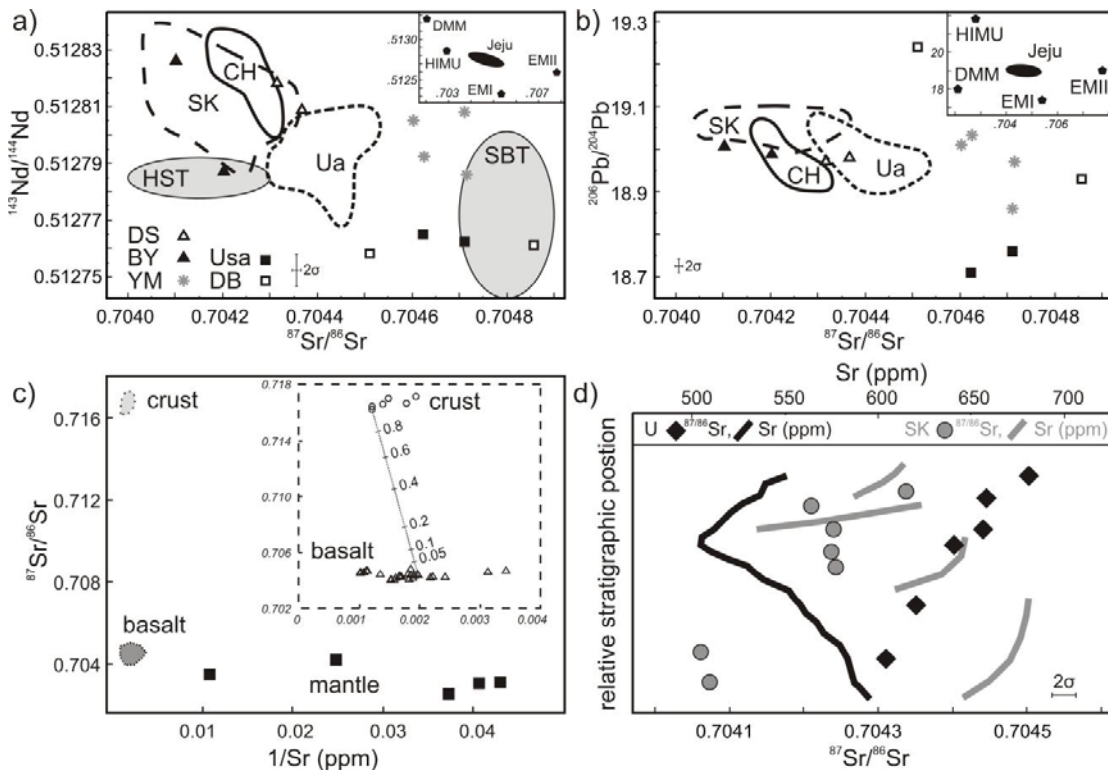 a)
0.51283
0.51281
0.51279
0.51277
0.51275
¹⁴³Nd/¹⁴⁴Nd
SK
CH
Ua
HST
SBT
DS
BY
YM
Usa
DB
2σ
DMM
HIMU
Jeju
EMI
EMII
.5130
.5125
.703
.707
0.7040
0.7042
0.7044
0.7046
0.7048
⁸⁷Sr/⁸⁶Sr
b)
19.3
19.1
18.9
18.7
²⁰⁶Pb/²⁰⁴Pb
SK
CH
Ua
2σ
HIMU
Jeju
DMM
EMI
EMII
20
18
.704
.706
0.7040
0.7042
0.7044
0.7046
0.7048
⁸⁷Sr/⁸⁶Sr
c)
0.716
0.712
0.708
0.704
⁸⁷Sr/⁸⁶Sr
crust
basalt
mantle
0.718
0.714
0.710
0.706
0.702
crust
0.8
0.6
0.4
0.2
0.1
0.05
basalt
0
0.001
0.002
0.003
0.004
0.01
0.02
0.03
0.04
1/Sr (ppm)
d)
Sr (ppm)
500
550
600
650
700
U ⁸⁷/⁸⁶Sr, Sr (ppm)
SK ⁸⁷/⁸⁶Sr, Sr (ppm)
relative stratigraphic postion
2σ
0.7041
0.7043
0.7045
⁸⁷Sr/⁸⁶Sr